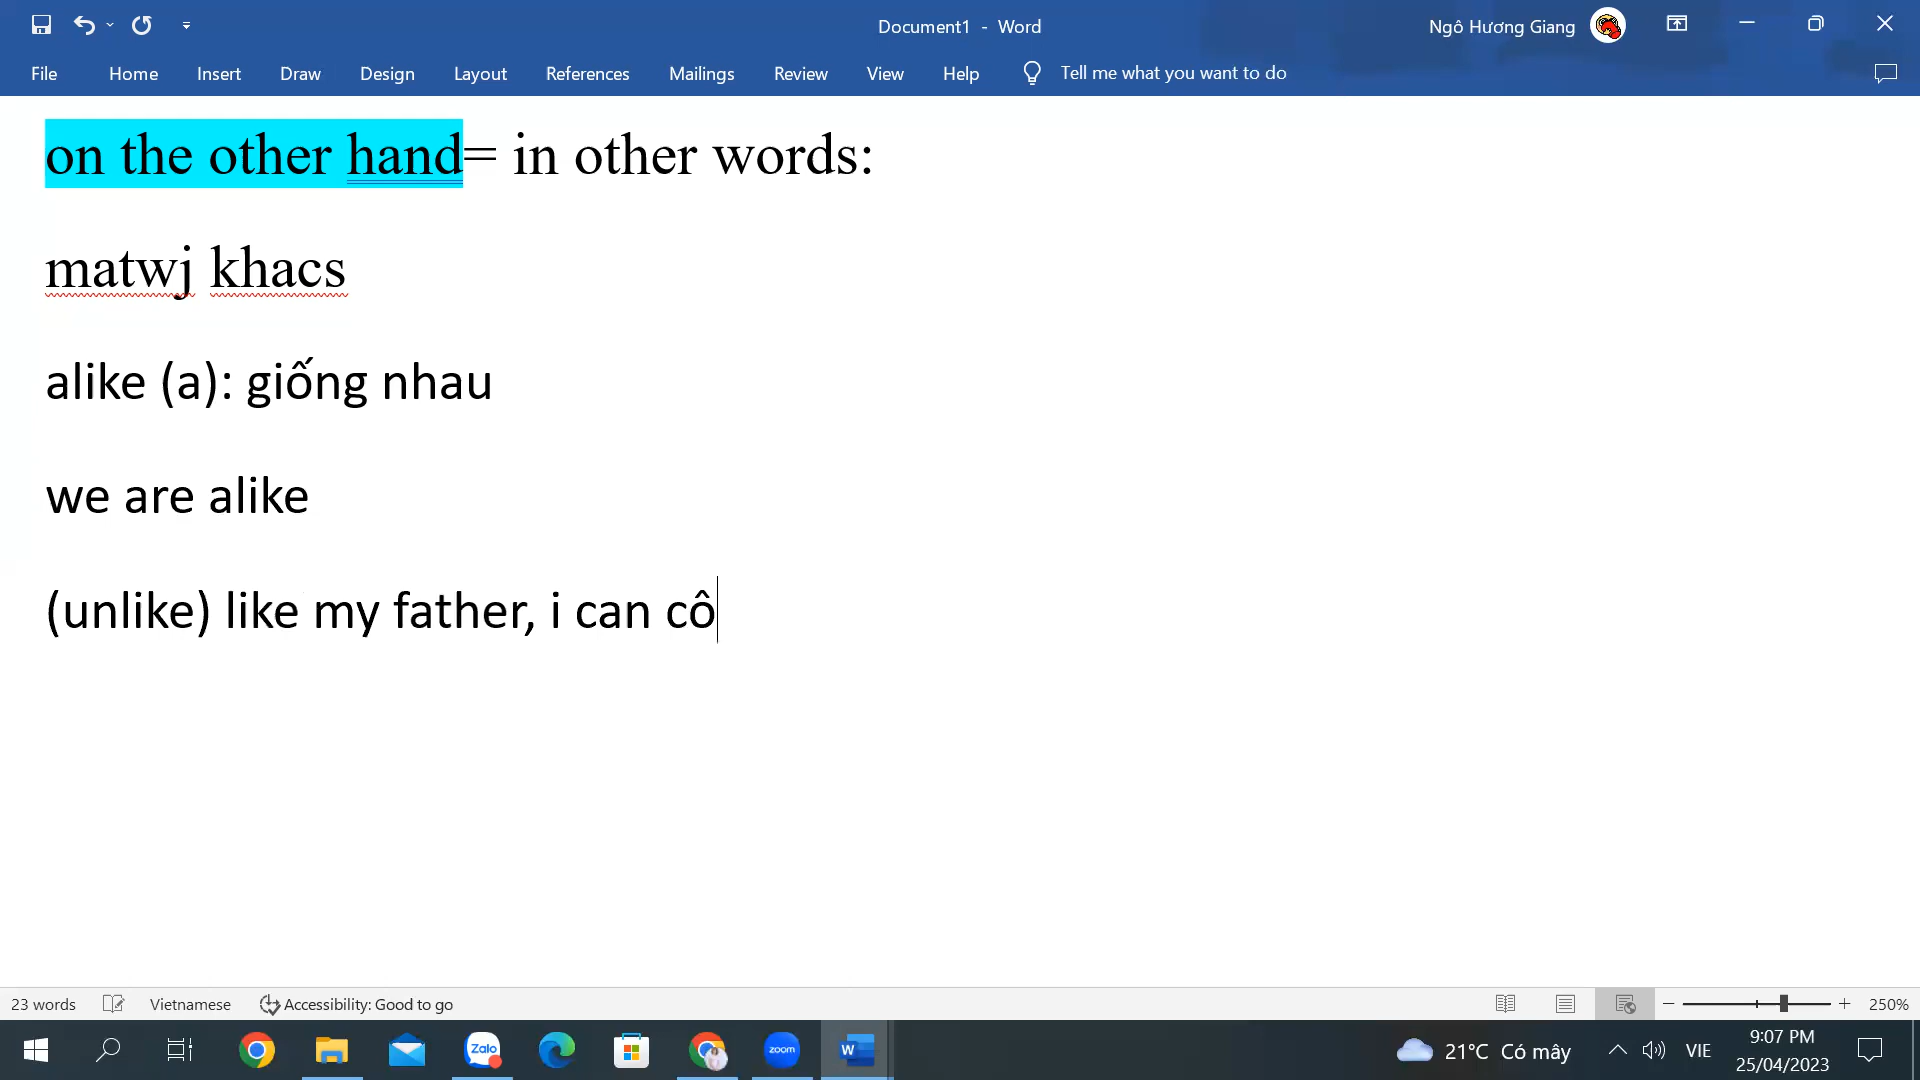 Document1 - Word
Ngô Hương Giang
File Home Insert Draw Design Layout References Mailings Review View Help Tell me what you want to do
on the other hand= in other words:
matwj khacs
alike (a): giống nhau
we are alike
(unlike) like my father, i can cô
23 words Vietnamese Accessibility: Good to go 250%
Zalo zoom W 21°C Có mây VIE 9:07 PM
25/04/2023